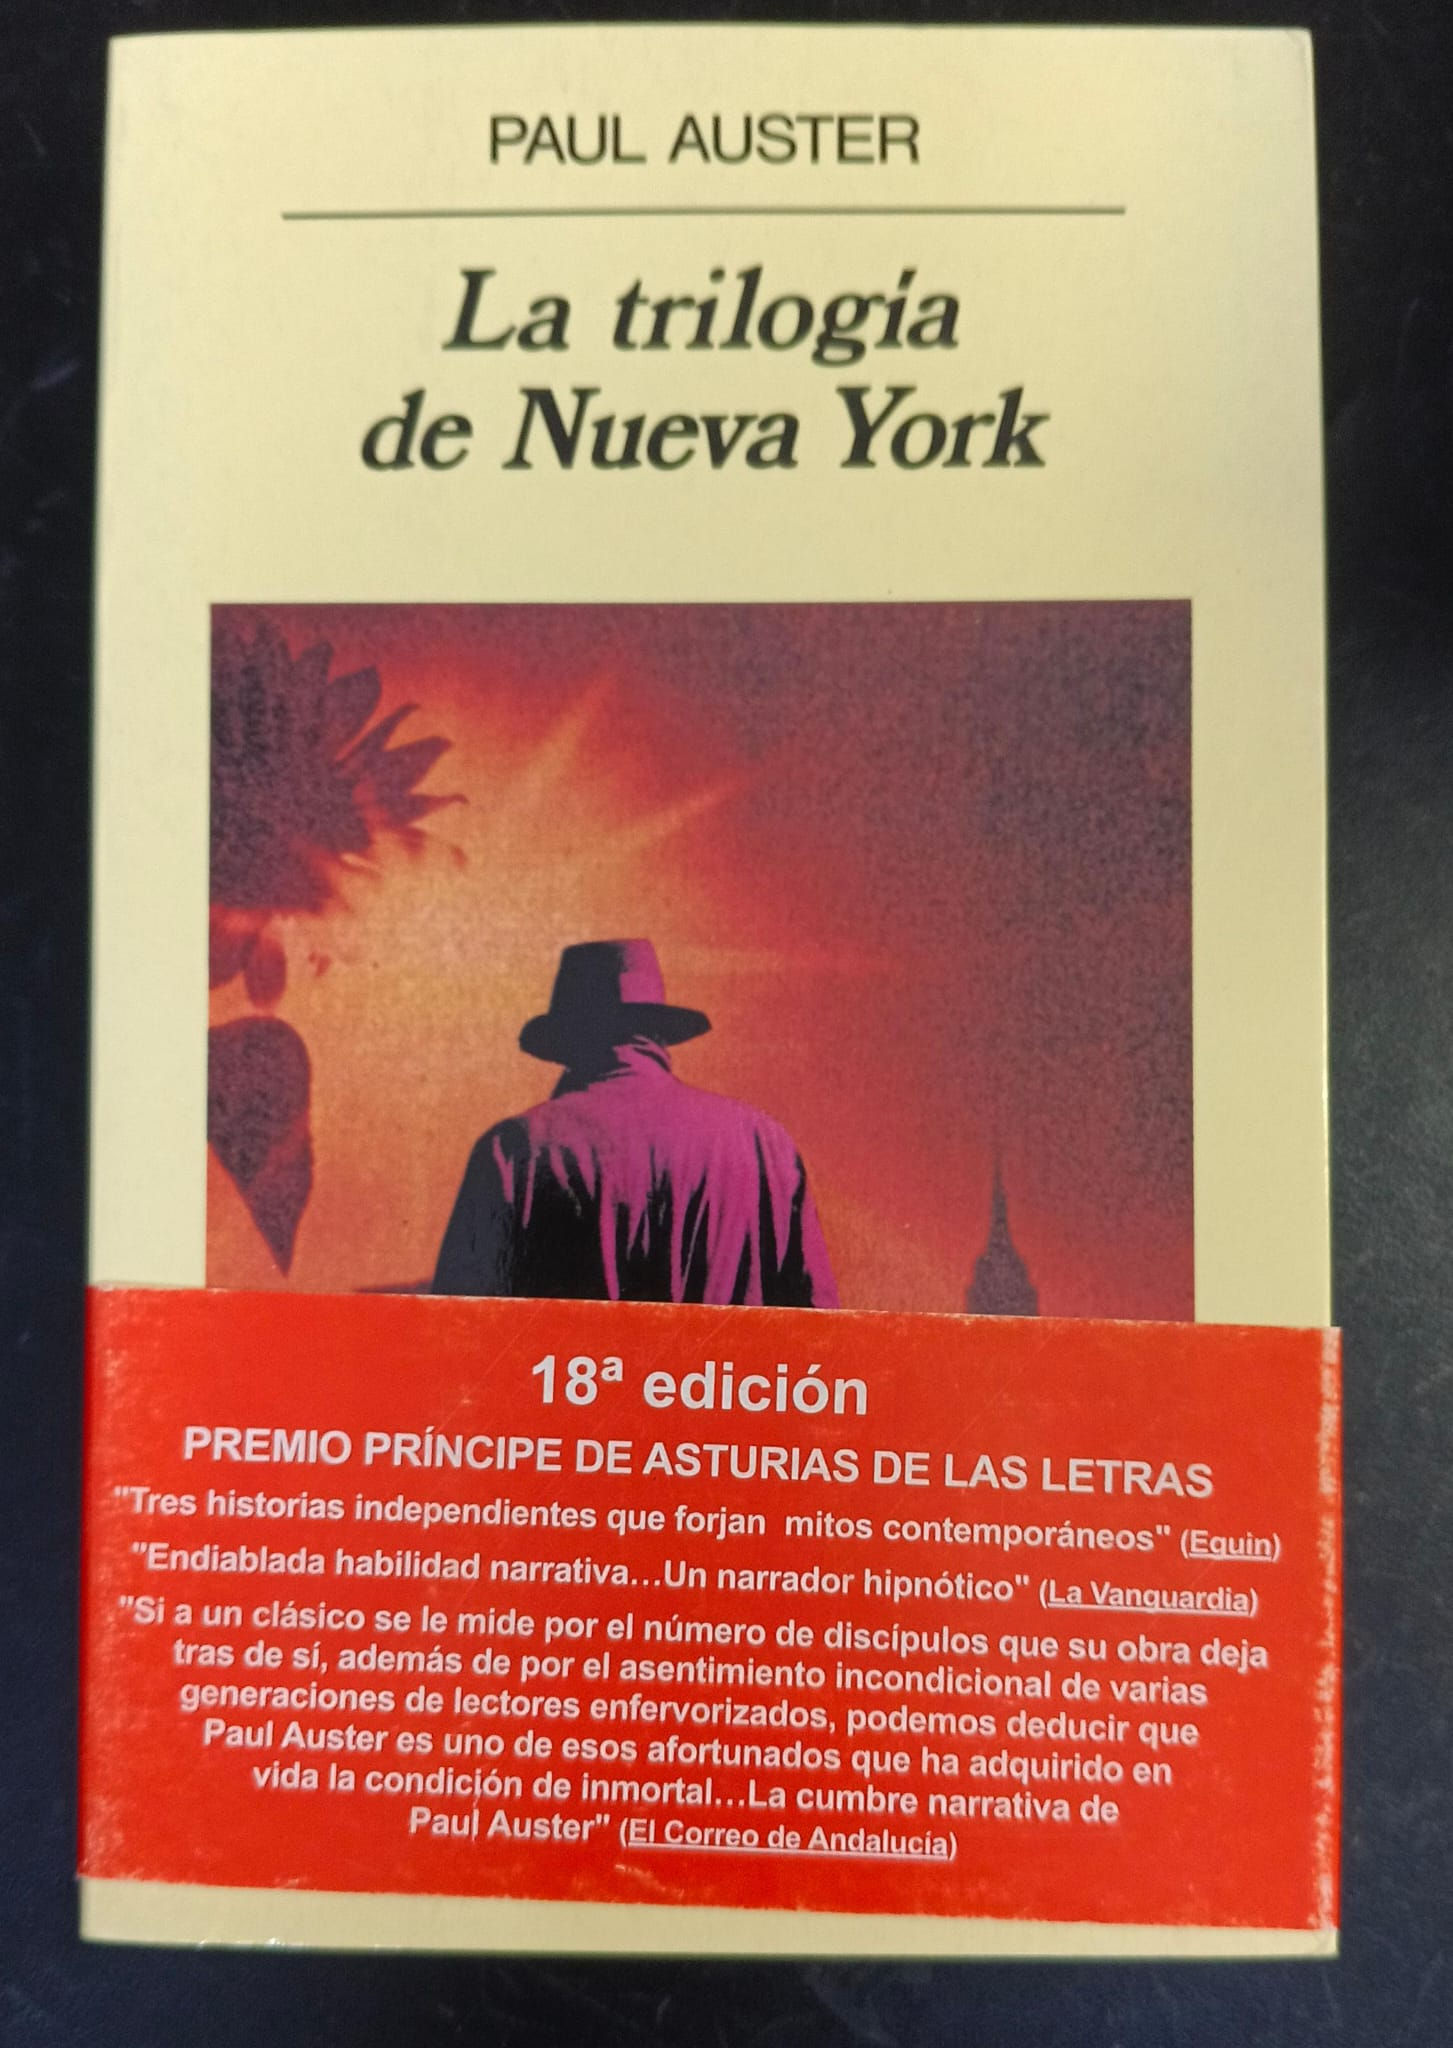 PAUL AUSTER
La trilogía
de Nueva York
18ª edición
PREMIO PRÍNCIPE DE ASTURIAS DE LAS LETRAS
"Tres historias independientes que forjan mitos contemporáneos" (Equin)
"Endiablada habilidad narrativa...Un narrador hipnótico" (La Vanguardia)
"Si a un clásico se le mide por el número de discípulos que su obra deja
tras de sí, además de por el asentimiento incondicional de varias
generaciones de lectores enfervorizados, podemos deducir que
Paul Auster es uno de esos afortunados que ha adquirido en
vida la condición de inmortal...La cumbre narrativa de
Paul Auster" (El Correo de Andalucía)